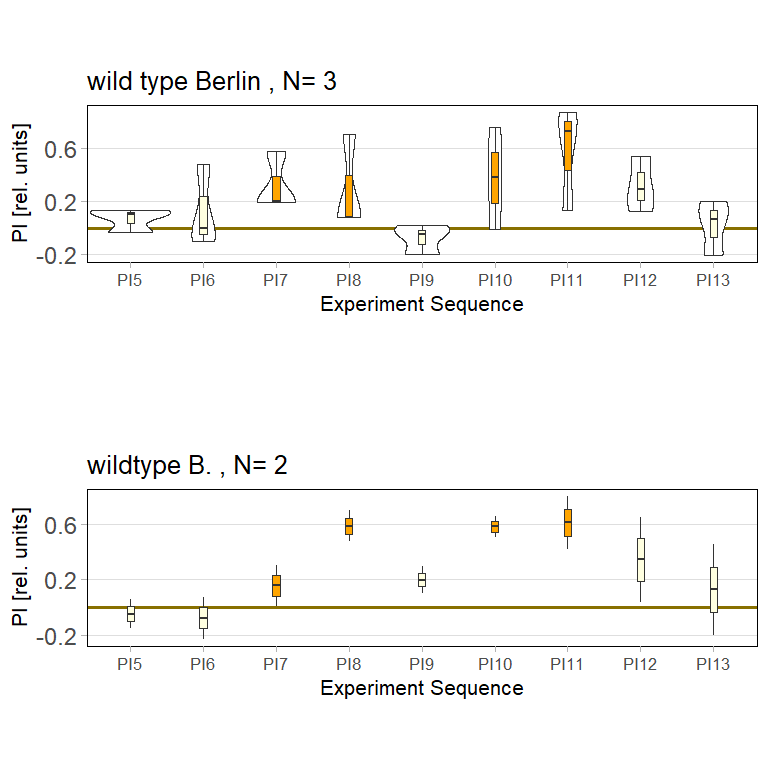 wild type Berlin , N= 3
PI [rel. units]
0.6
0.2
-0.2
PI5 PI6 PI7 PI8 PI9 PI10 PI11 PI12 PI13
Experiment Sequence
wildtype B. , N= 2
PI [rel. units]
0.6
0.2
-0.2
PI5 PI6 PI7 PI8 PI9 PI10 PI11 PI12 PI13
Experiment Sequence